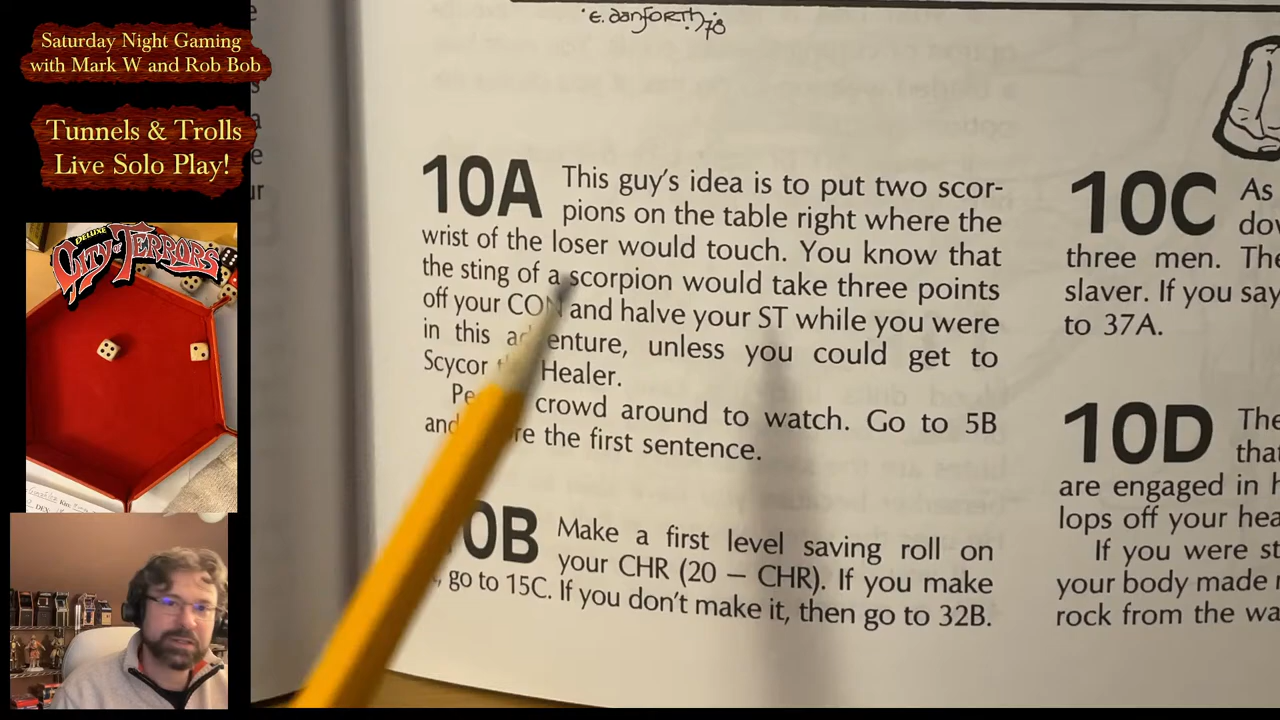 Saturday Night Gaming
with Mark W and Rob Bob
Tunnels & Trolls
Live Solo Play!
DELUXE
CITY OF TERRORS
E. Danforth 78
10A This guy's idea is to put two scor-
pions on the table right where the
wrist of the loser would touch. You know that
the sting of a scorpion would take three points
off your CON and halve your ST while you were
in this adventure, unless you could get to
Scycor Healer.
crowd around to watch. Go to 5B
the first sentence.
10B Make a first level saving roll on
your CHR (20 – CHR). If you make
, go to 15C. If you don't make it, then go to 32B.
10C As
three men. The
slaver. If you say
to 37A.
10D The
that
are engaged in h
lops off your hea
If you were st
your body made
rock from the wa